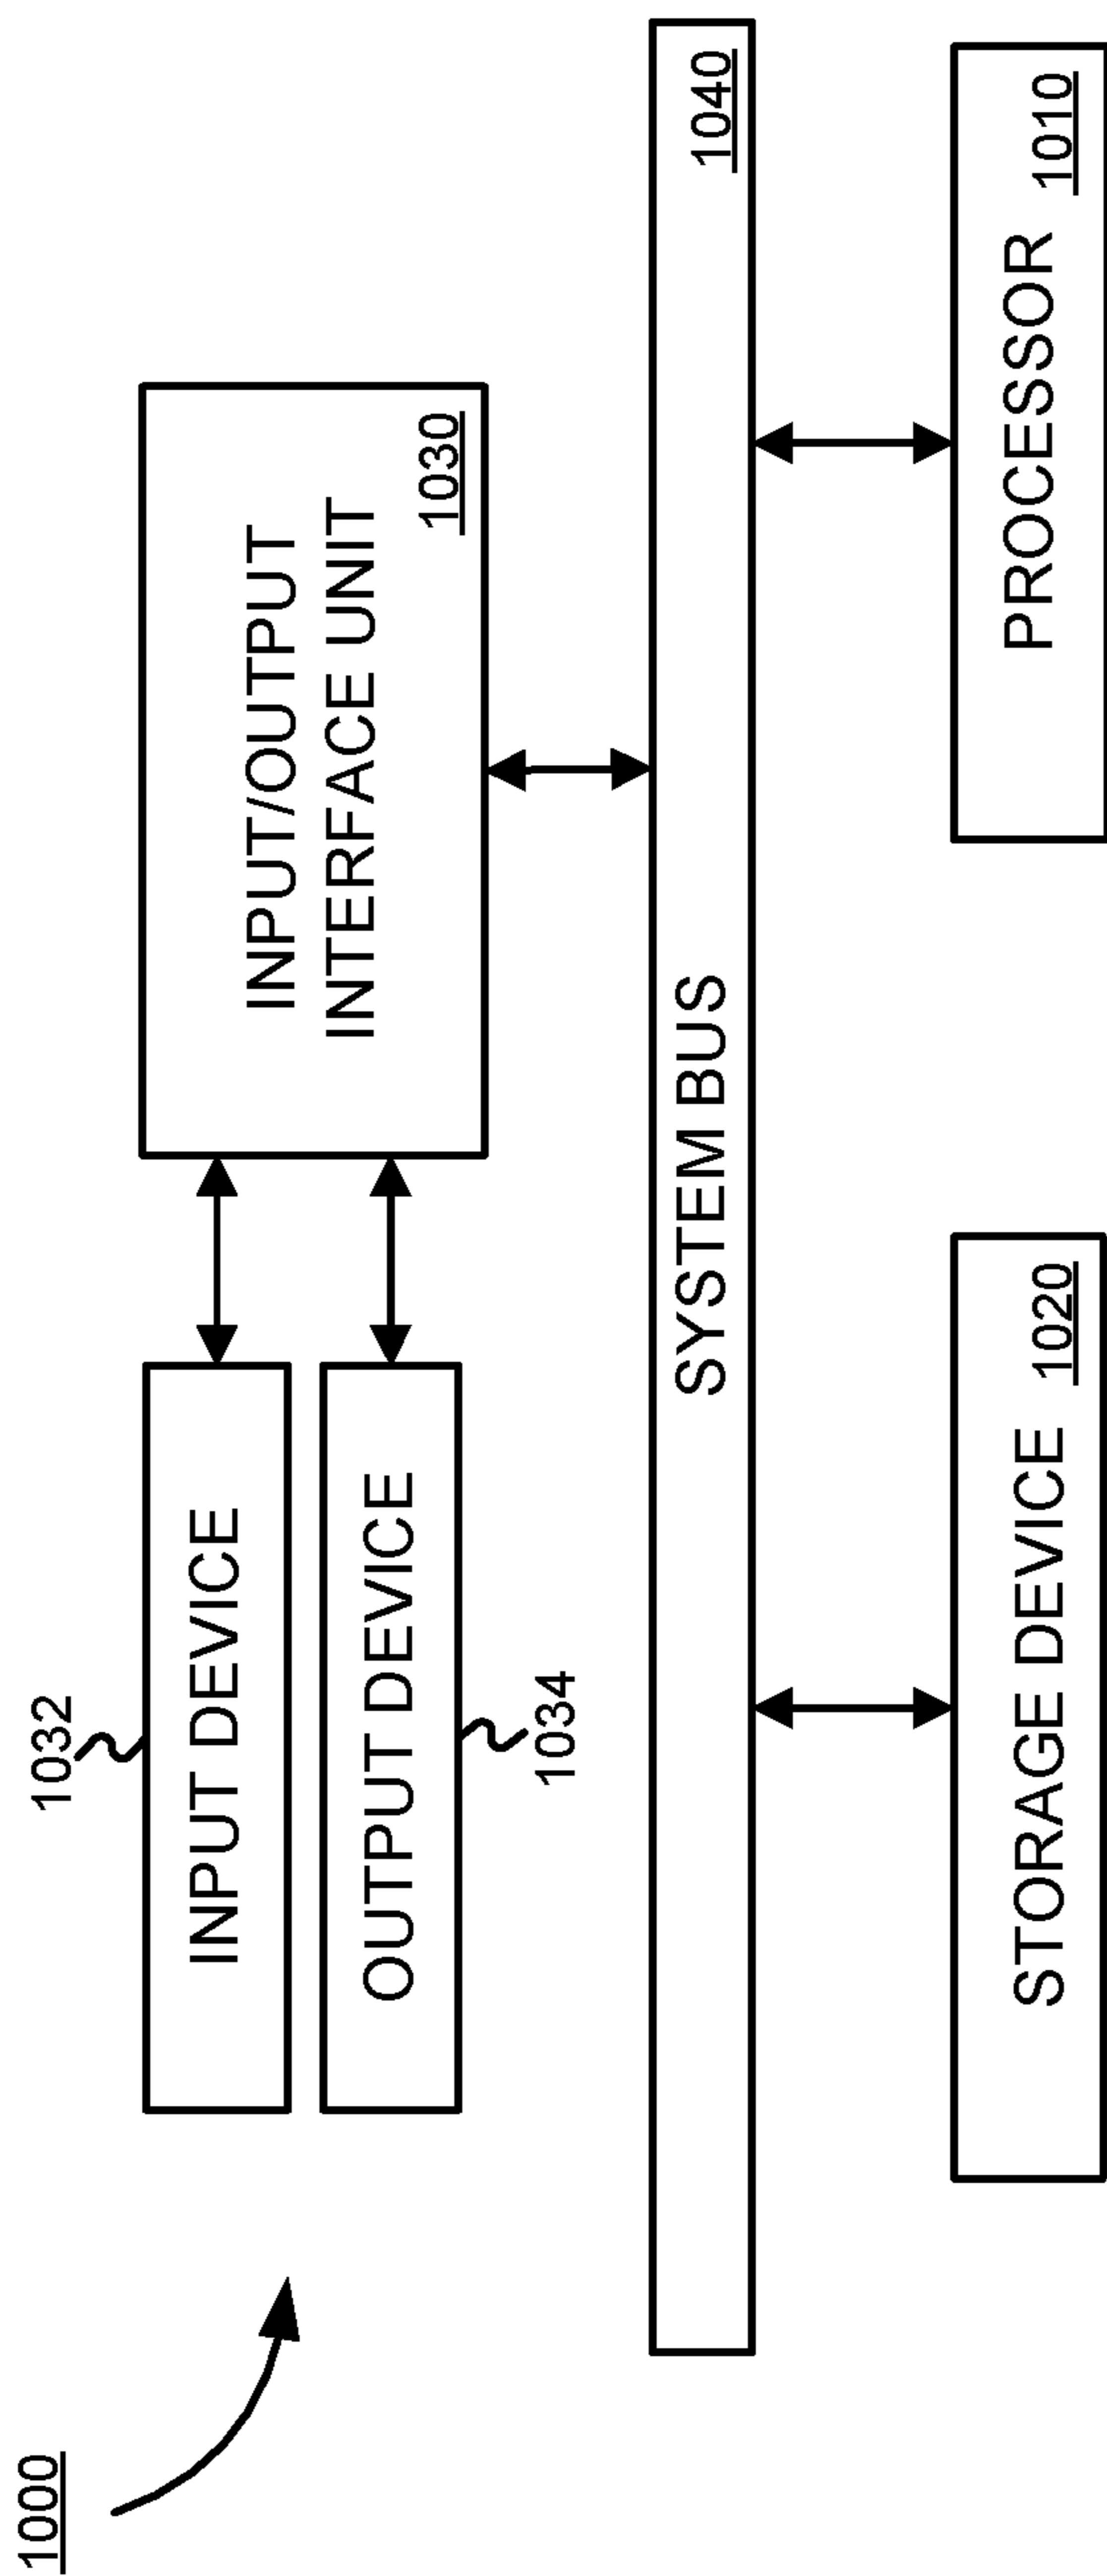 1000
1032
INPUT DEVICE
OUTPUT DEVICE
1034
INPUT/OUTPUT
INTERFACE UNIT
1030
SYSTEM BUS
1040
STORAGE DEVICE
1020
PROCESSOR
1010